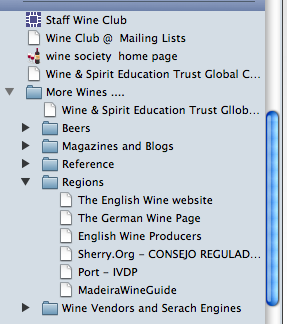 Staff Wine Club
Wine Club @ Mailing Lists
wine society home page
Wine & Spirit Education Trust Global C...
More Wines ....
Wine & Spirit Education Trust Gllob...
Beers
Magazines and Blogs
Reference
Regions
The English Wine website
The German Wine Page
English Wine Producers
Sherry.Org – CONSEJO REGULAD...
Port – IVDP
MadeiraWineGuide
Wine Vendors and Serach Engines